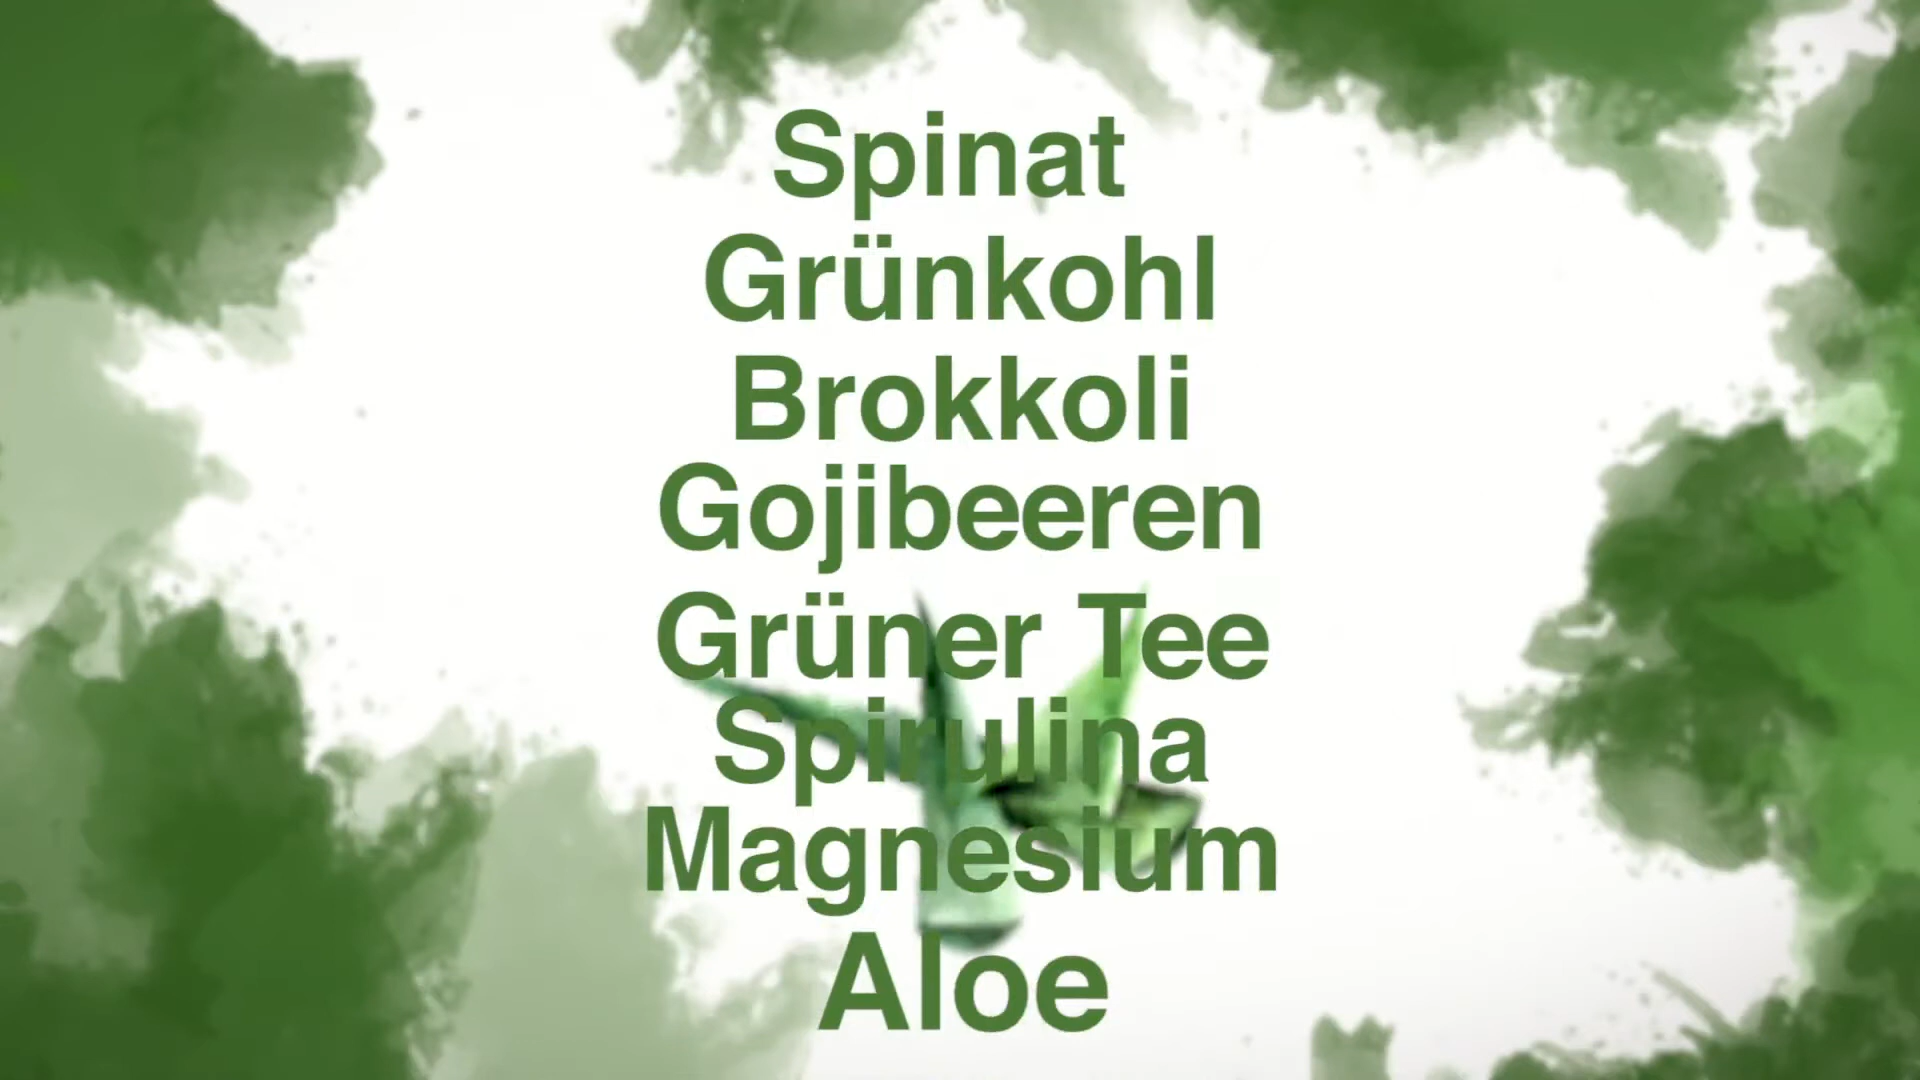 Spinat
Grünkohl
Brokkoli
Gojibeeren
Grüner Tee
Spirulina
Magnesium
Aloe